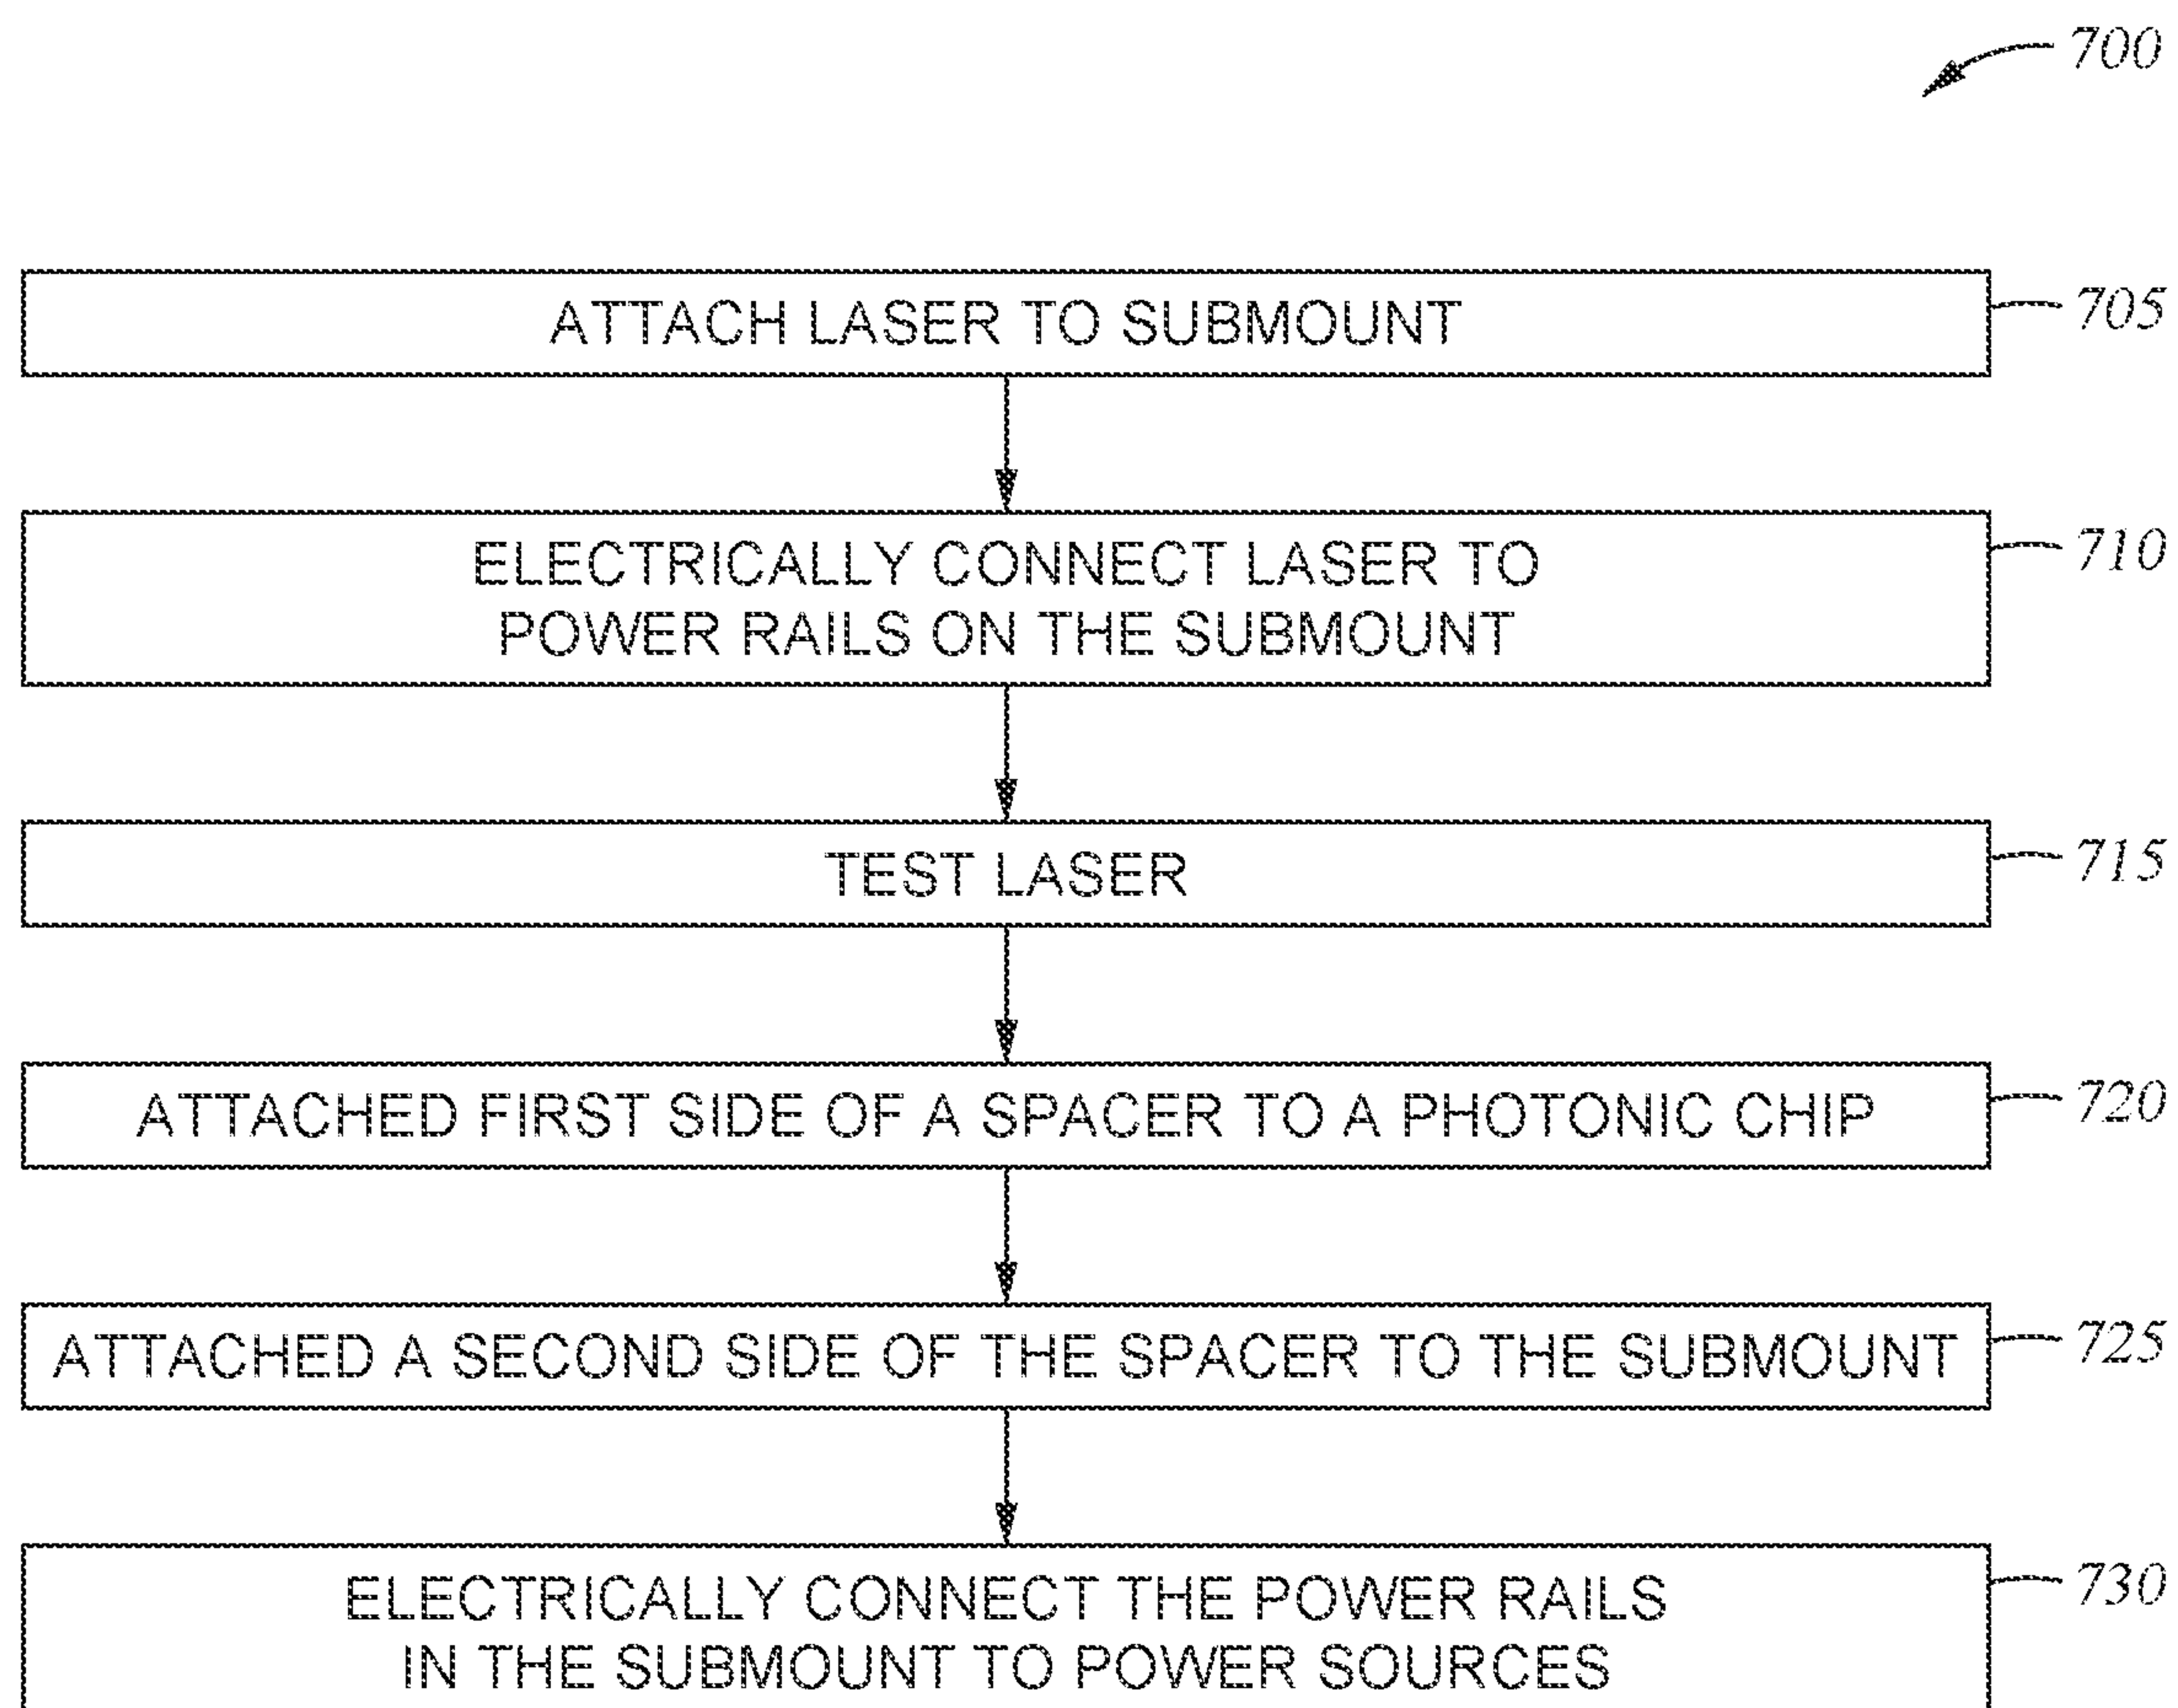 700
ATTACH LASER TO SUBMOUNT
705
ELECTRICALLY CONNECT LASER TO
POWER RAILS ON THE SUBMOUNT
710
TEST LASER
715
ATTACHED FIRST SIDE OF A SPACER TO A PHOTONIC CHIP
720
ATTACHED A SECOND SIDE OF THE SPACER TO THE SUBMOUNT
725
ELECTRICALLY CONNECT THE POWER RAILS
IN THE SUBMOUNT TO POWER SOURCES
730